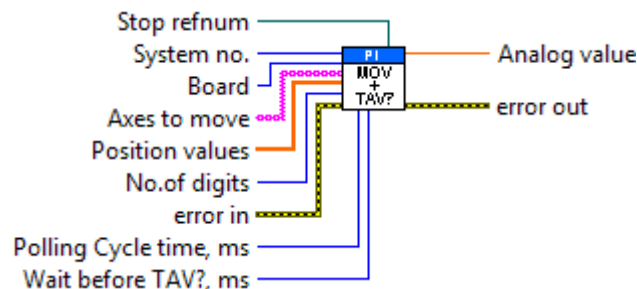 Stop refnum
System no.
Board
Axes to move
Position values
No.of digits
error in
Polling Cycle time, ms
Wait before TAV?, ms
PI
MOV
+
TAV?
Analog value
error out